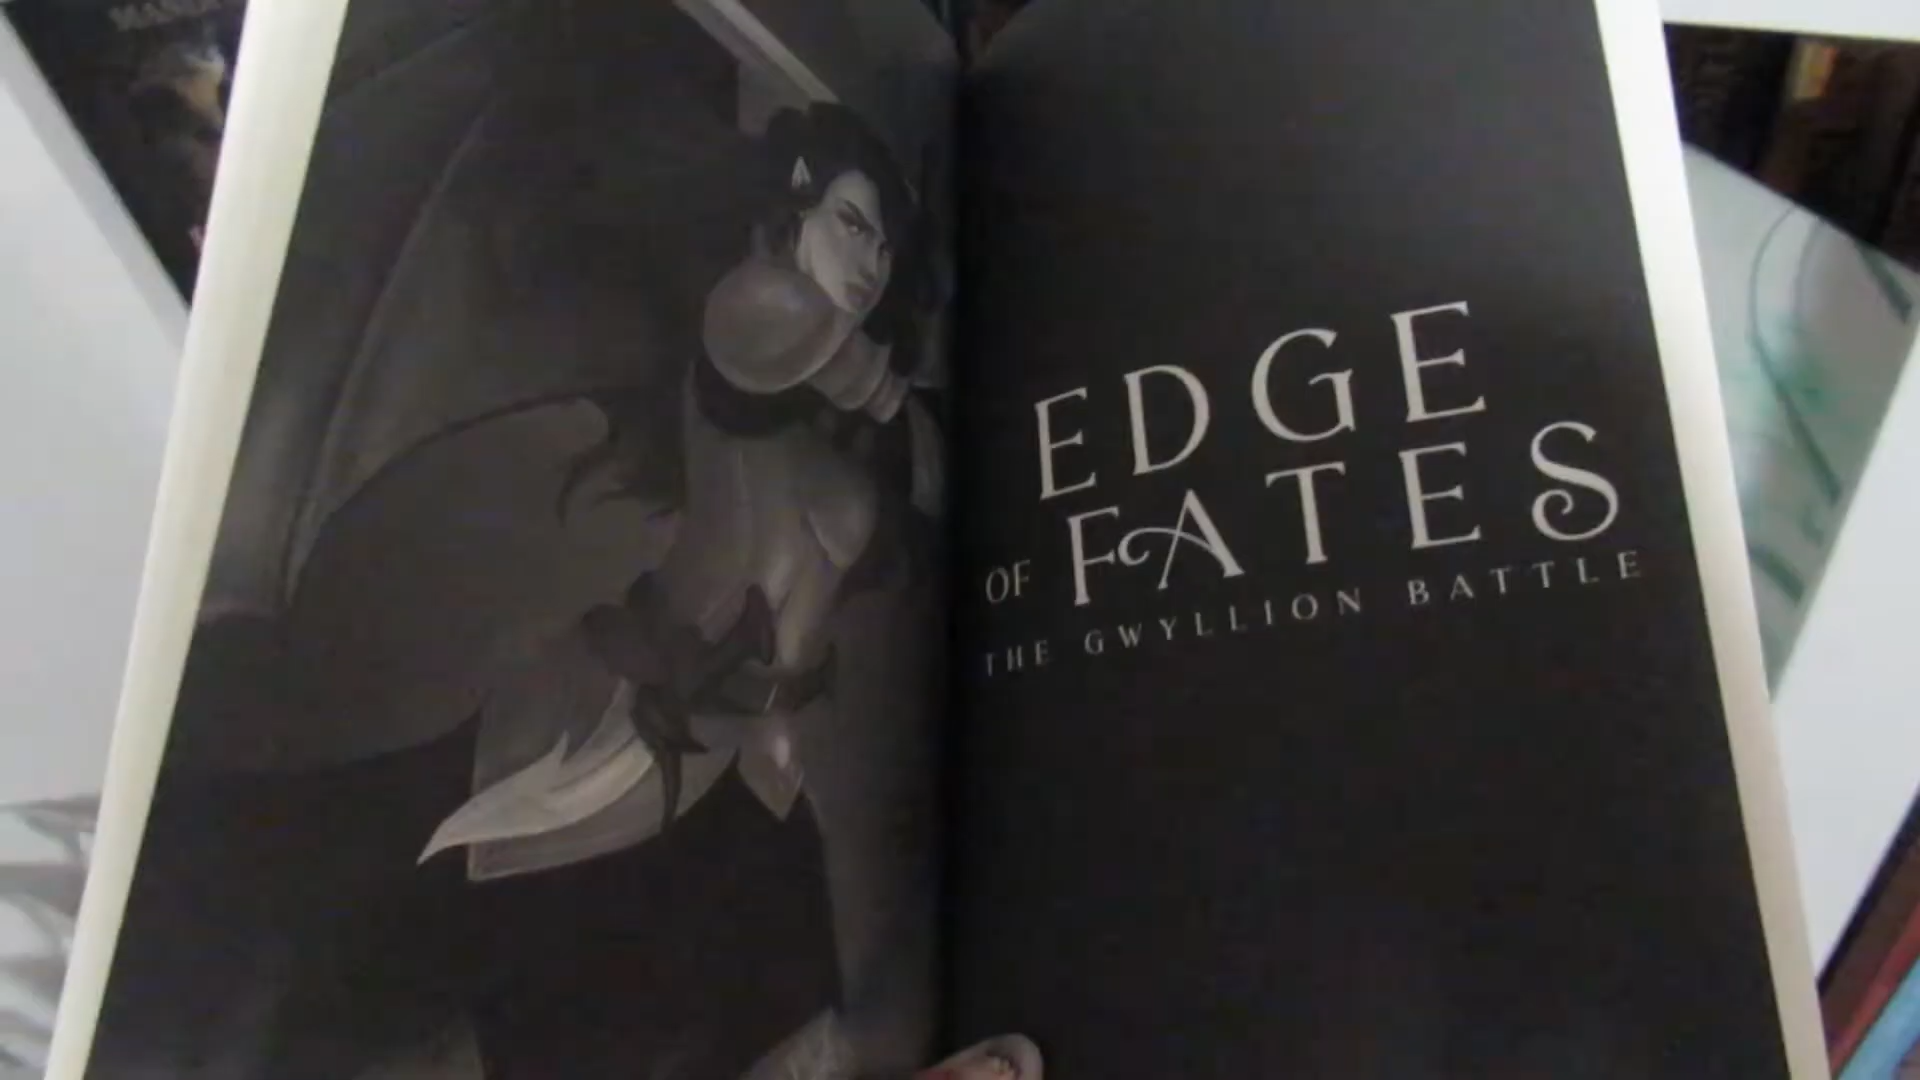 EDGE
OF FATES
THE GWYLLION BATTLE